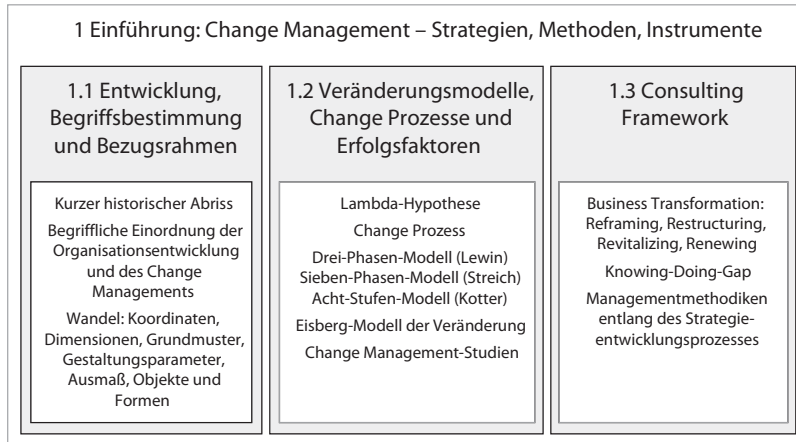 1 Einführung: Change Management – Strategien, Methoden, Instrumente
1.1 Entwicklung,
Begriffsbestimmung
und Bezugsrahmen
Kurzer historischer Abriss
Begriffliche Einordnung der
Organisationsentwicklung
und des Change
Managements
Wandel: Koordinaten,
Dimensionen, Grundmuster,
Gestaltungsparameter,
Ausmaß, Objekte und
Formen
1.2 Veränderungsmodelle,
Change Prozesse und
Erfolgsfaktoren
Lambda-Hypothese
Change Prozess
Drei-Phasen-Modell (Lewin)
Sieben-Phasen-Modell (Streich)
Acht-Stufen-Modell (Kotter)
Eisberg-Modell der Veränderung
Change Management-Studien
1.3 Consulting
Framework
Business Transformation:
Reframing, Restructuring,
Revitalizing, Renewing
Knowing-Doing-Gap
Managementmethodiken
entlang des Strategie-
entwicklungsprozesses